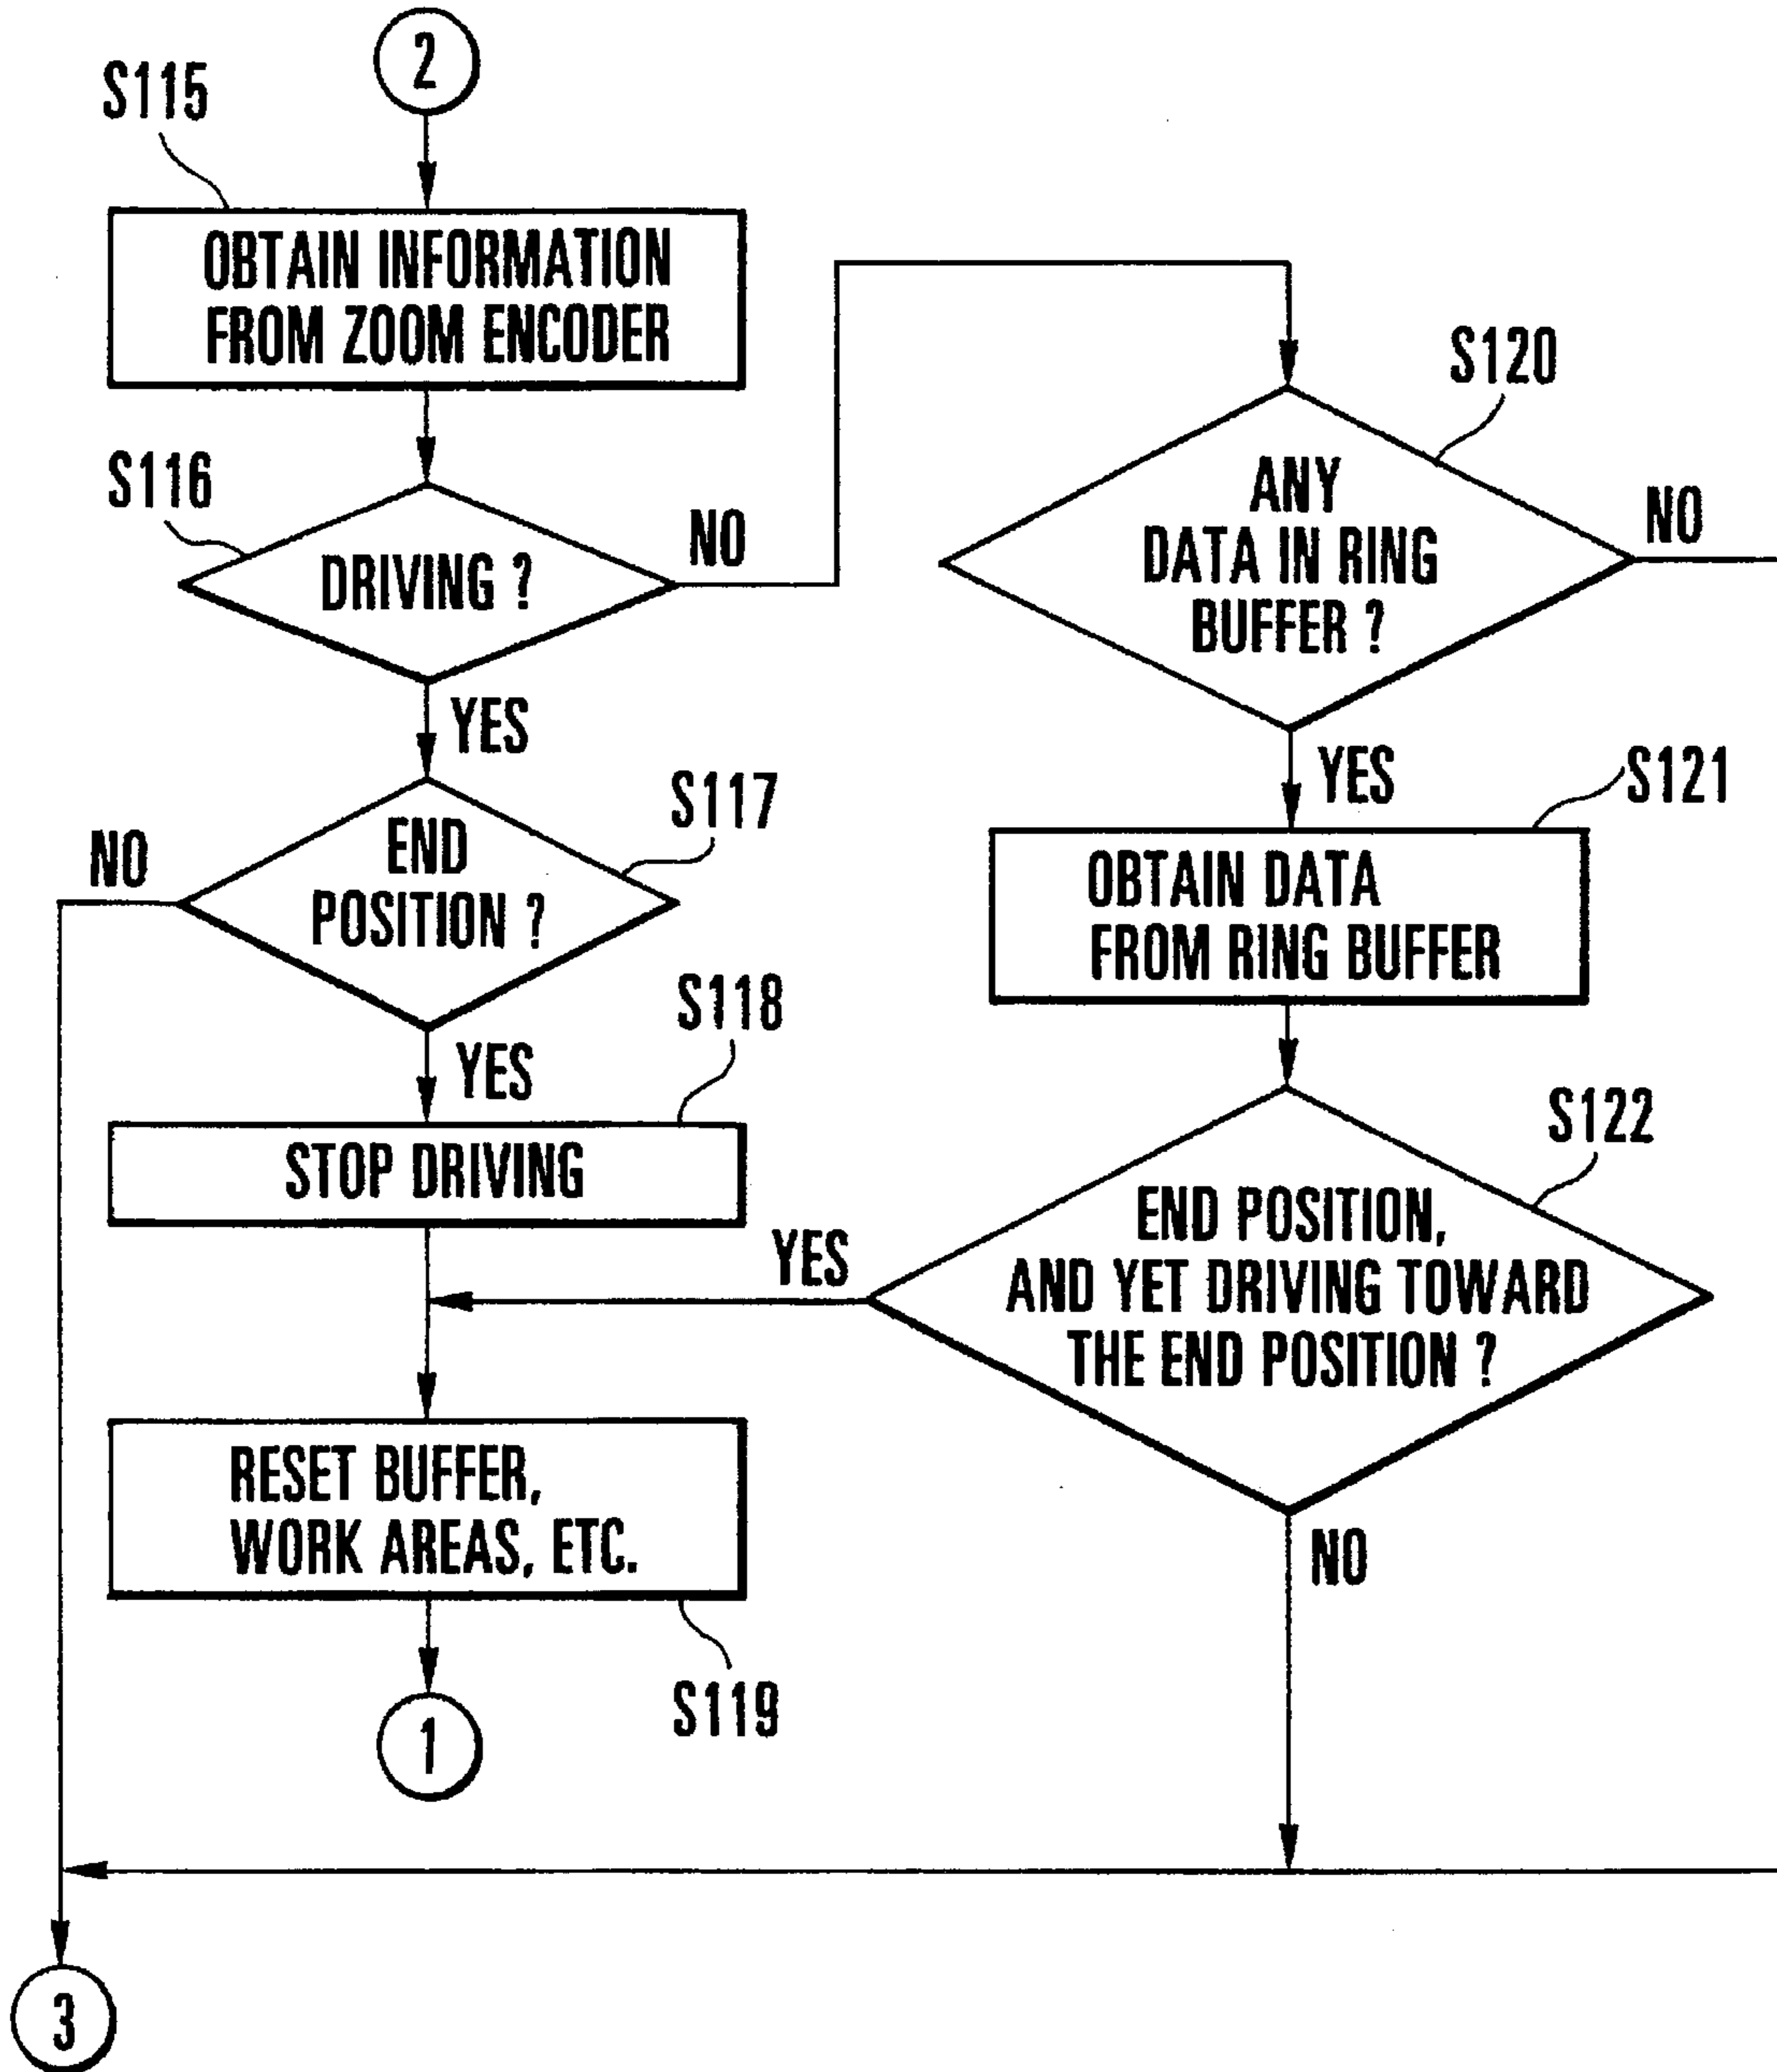 2
S115
OBTAIN INFORMATION
FROM ZOOM ENCODER
S116
DRIVING ?
NO
YES
S117
END
POSITION ?
NO
YES
S118
STOP DRIVING
RESET BUFFER,
WORK AREAS, ETC.
S119
1
S120
ANY
DATA IN RING
BUFFER ?
NO
YES
S121
OBTAIN DATA
FROM RING BUFFER
S122
END POSITION,
AND YET DRIVING TOWARD
THE END POSITION ?
YES
NO
3